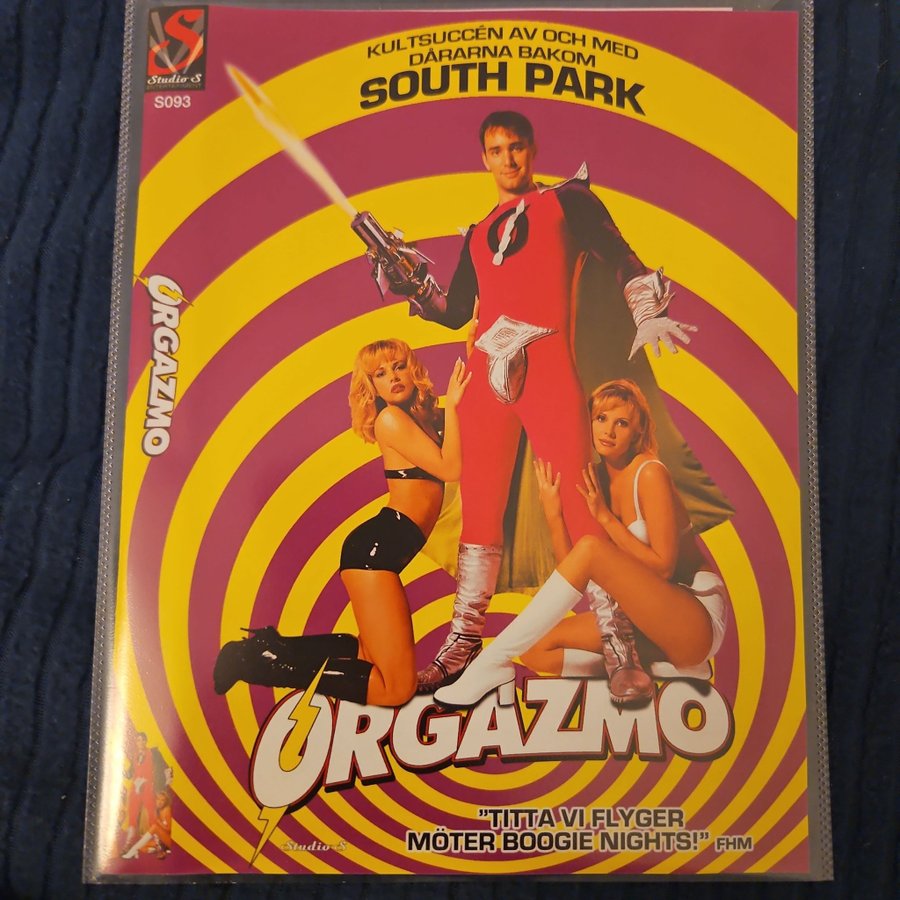 Studio S
ENTERTAINMENT
S093
KULTSUCCÉN AV OCH MED
DÅRARNA BAKOM
SOUTH PARK
ORGAZMO
ORGAZMO
"TITTA VI FLYGER
MÖTER BOOGIE NIGHTS!" FHM
Studio S